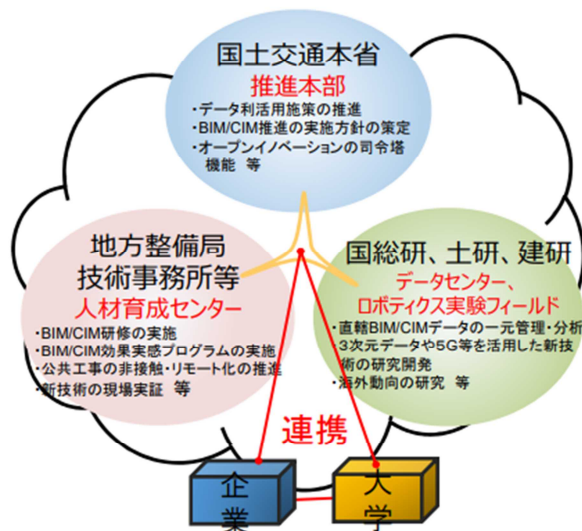 国土交通本省
推進本部
・データ利活用施策の推進
・BIM/CIM推進の実施方針の策定
・オープンイノベーションの司令塔
機能 等
地方整備局
技術事務所等
人材育成センター
・BIM/CIM研修の実施
・BIM/CIM効果実感プログラムの実施
・公共工事の非接触・リモート化の推進
・新技術の現場実証 等
国総研、土研、建研
データセンター、
ロボティクス実験フィールド
・直轄BIM/CIMデータの一元管理・分析
・3次元データや5G等を活用した新技
術の研究開発
・海外動向の研究 等
連携
企
業
大
学